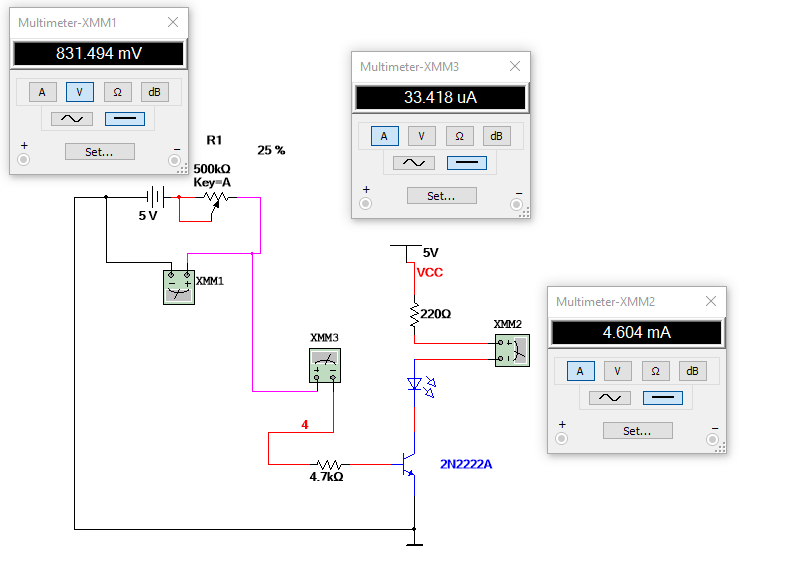 Multimeter-XMM1
831.494 mV
A V Ω dB
+ −
Set...
Multimeter-XMM3
33.418 uA
A V Ω dB
+ −
Set...
R1
25 %
500kΩ
Key=A
5 V
XMM1
− +
5V
VCC
220Ω
XMM2
+
XMM3
+ −
4
4.7kΩ
2N2222A
Multimeter-XMM2
4.604 mA
A V Ω dB
+ −
Set...